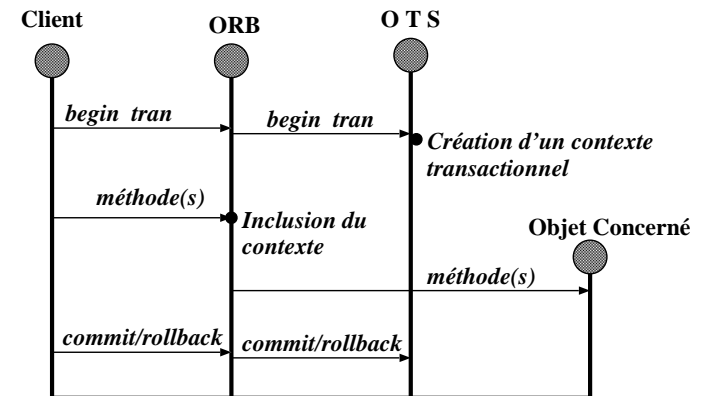 Client
ORB
O T S
begin tran
begin tran
Création d'un contexte
transactionnel
méthode(s)
Inclusion du
contexte
Objet Concerné
méthode(s)
commit/rollback
commit/rollback